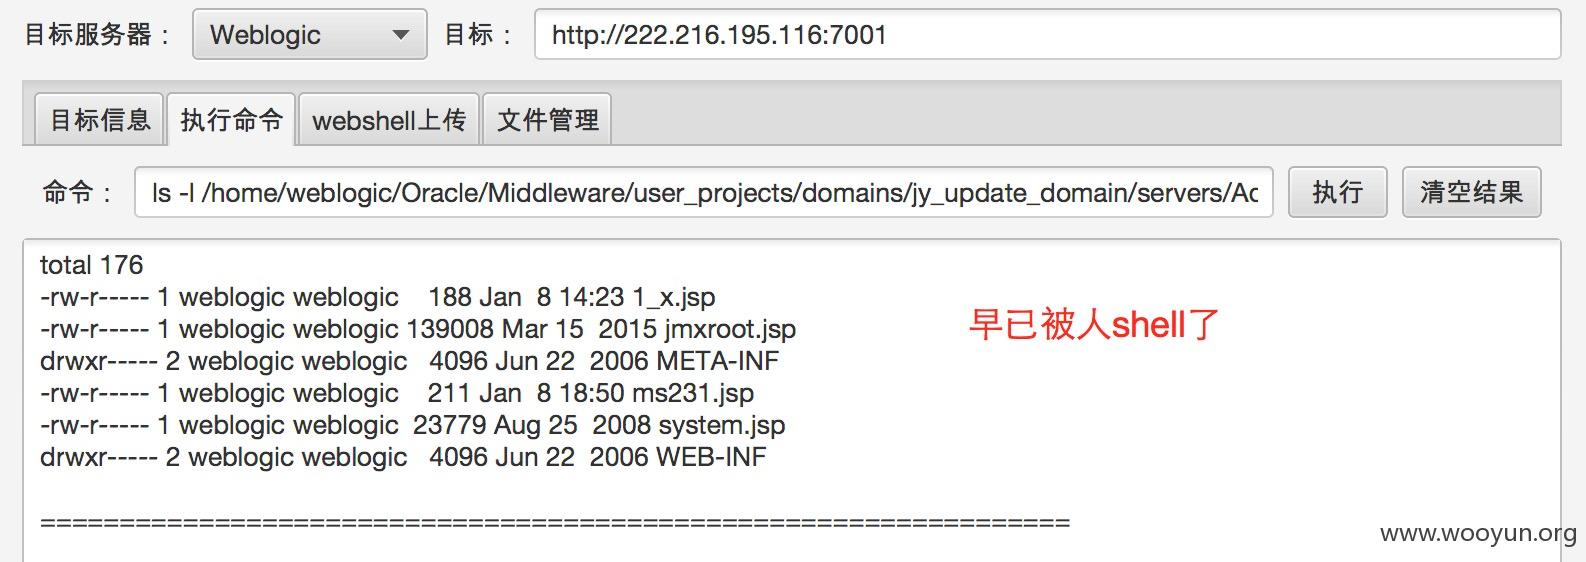 目标服务器： Weblogic 目标： http://222.216.195.116:7001
目标信息 执行命令 webshell上传 文件管理
命令： ls -l /home/weblogic/Oracle/Middleware/user_projects/domains/jy_update_domain/servers/Ac 执行 清空结果
total 176
-rw-r----- 1 weblogic weblogic 188 Jan 8 14:23 1_x.jsp
-rw-r----- 1 weblogic weblogic 139008 Mar 15 2015 jmxroot.jsp
早已被人shell了
drwxr----- 2 weblogic weblogic 4096 Jun 22 2006 META-INF
-rw-r----- 1 weblogic weblogic 211 Jan 8 18:50 ms231.jsp
-rw-r----- 1 weblogic weblogic 23779 Aug 25 2008 system.jsp
drwxr----- 2 weblogic weblogic 4096 Jun 22 2006 WEB-INF
=================================================================
www.wooyun.org